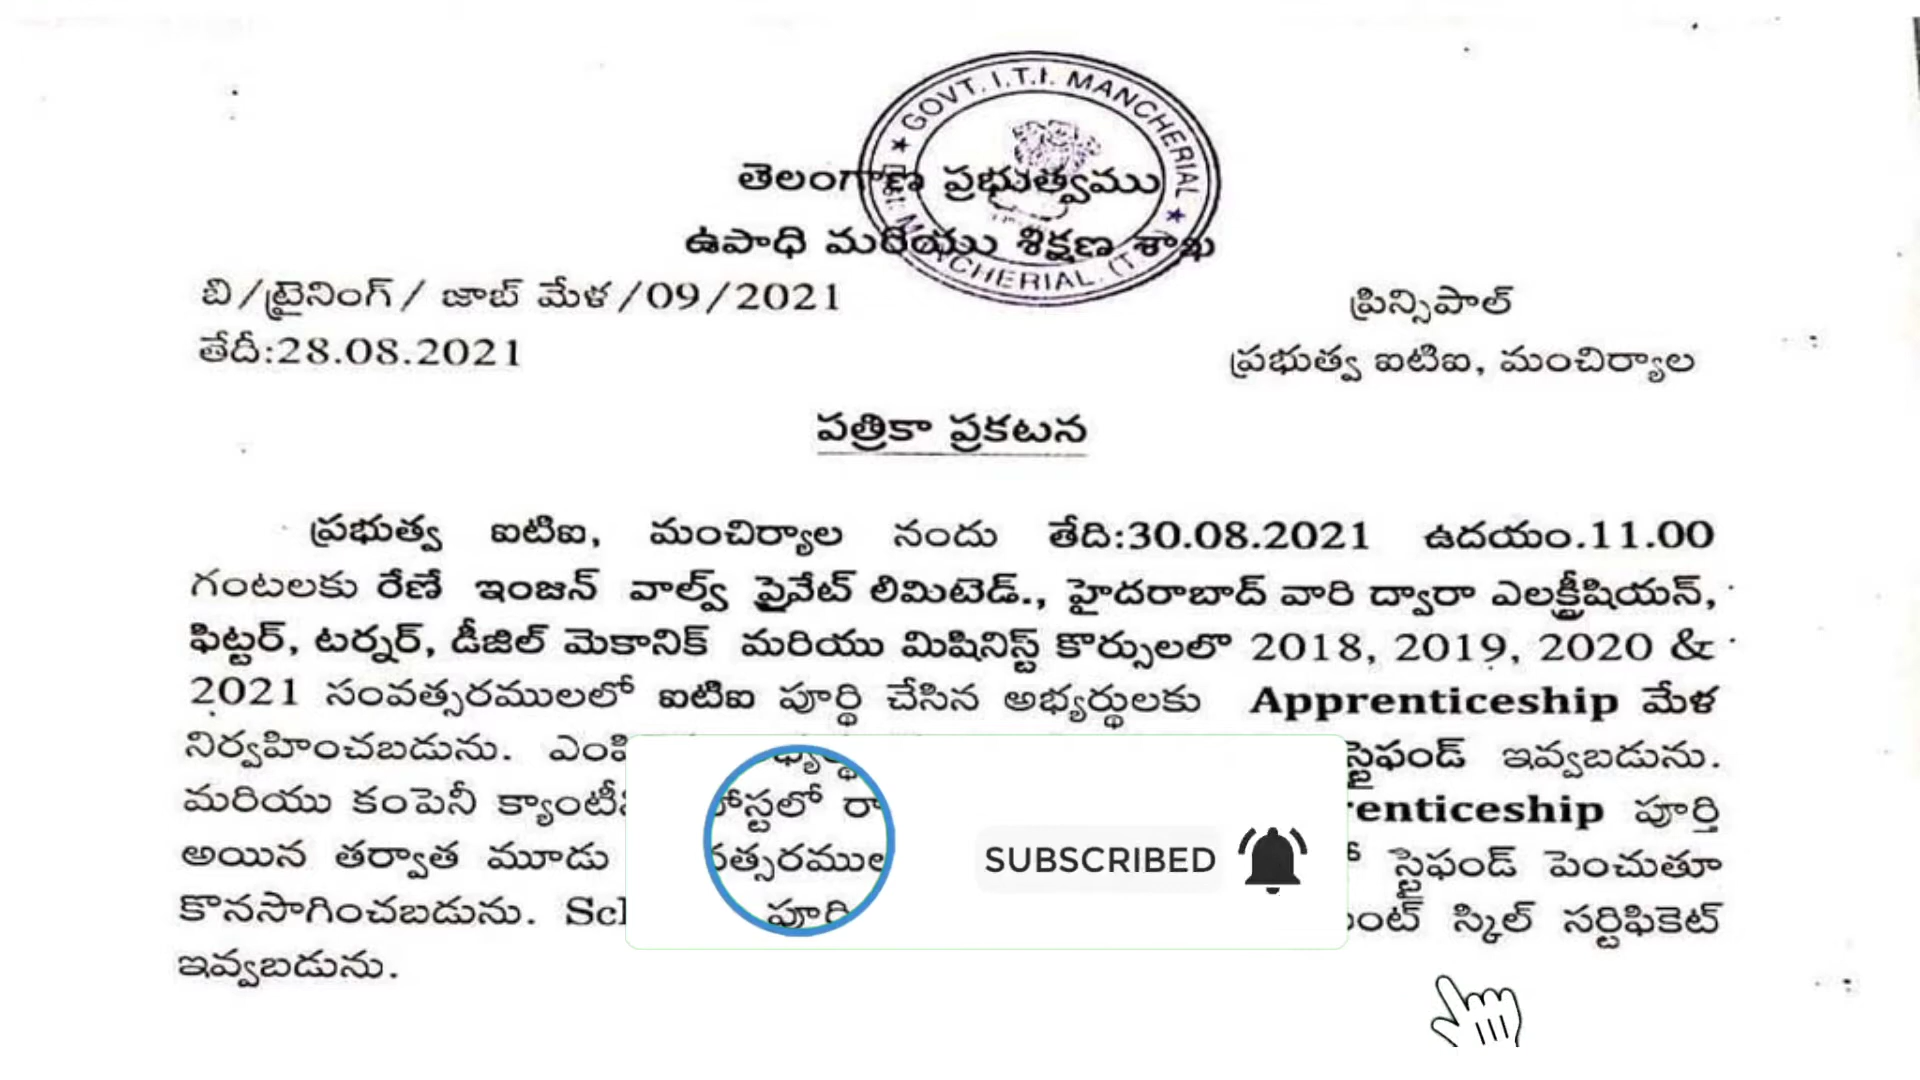 GOVT. I.T.I. MANCHERIAL
MANCHERIAL. (T
తెలంగాణ ప్రభుత్వము
ఉపాధి మరియు శిక్షణ శాఖ
బి/ట్రైనింగ్/ జాబ్ మేళ/09/2021
ప్రిన్సిపాల్
తేదీ:28.08.2021
ప్రభుత్వ ఐటిఐ, మంచిర్యాల
పత్రికా ప్రకటన
ప్రభుత్వ ఐటిఐ, మంచిర్యాల నందు తేది:30.08.2021 ఉదయం.11.00
గంటలకు రేణే ఇంజన్ వాల్వ్ ప్రైవేట్ లిమిటెడ్., హైదరాబాద్ వారి ద్వారా ఎలక్ట్రీషియన్,
ఫిట్టర్, టర్నర్, డీజిల్ మెకానిక్ మరియు మిషినిస్ట్ కొర్సులలొ 2018, 2019, 2020 &
2021 సంవత్సరములలో ఐటిఐ పూర్థి చేసిన అభ్యర్థులకు Apprenticeship మేళ
నిర్వహించబడును. స్టైఫండ్ ఇవ్వబడును.
మరియు కంపెనీ క్యాంటీ renticeship పూర్తి
అయిన తర్వాత మూడు త్సరముల స్టైఫండ్ పెంచుతూ
కొనసాగించబడును. Scl పూర్తి ంట్ స్కిల్ సర్టిఫికెట్
ఇవ్వబడును.
SUBSCRIBED